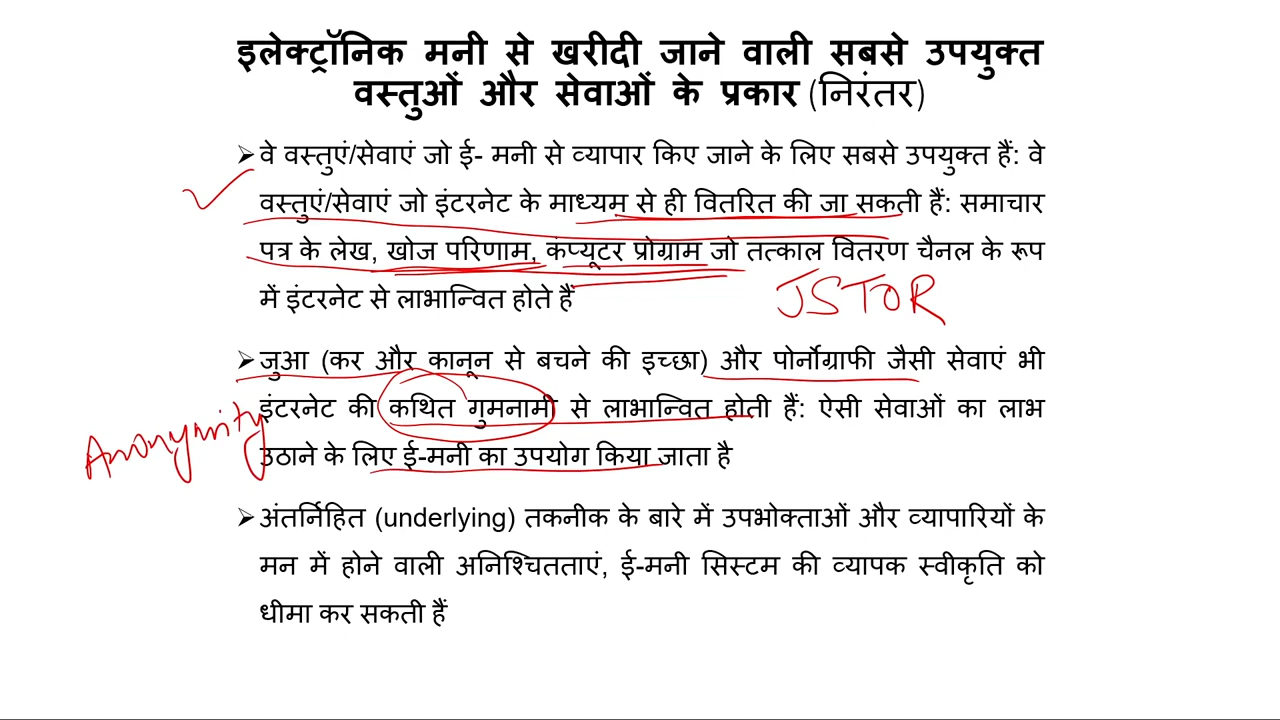 इलेक्ट्रॉनिक मनी से खरीदी जाने वाली सबसे उपयुक्त
वस्तुओं और सेवाओं के प्रकार (निरंतर)
➢ वे वस्तुएं/सेवाएं जो ई- मनी से व्यापार किए जाने के लिए सबसे उपयुक्त हैं: वे
वस्तुएं/सेवाएं जो इंटरनेट के माध्यम से ही वितरित की जा सकती हैं: समाचार
पत्र के लेख, खोज परिणाम, कंप्यूटर प्रोग्राम जो तत्काल वितरण चैनल के रूप
में इंटरनेट से लाभान्वित होते हैं
JSTOR
➢ जुआ (कर और कानून से बचने की इच्छा) और पोर्नोग्राफी जैसी सेवाएं भी
इंटरनेट की कथित गुमनामी से लाभान्वित होती हैं: ऐसी सेवाओं का लाभ
Anonymity
उठाने के लिए ई-मनी का उपयोग किया जाता है
➢ अंतर्निहित (underlying) तकनीक के बारे में उपभोक्ताओं और व्यापारियों के
मन में होने वाली अनिश्चितताएं, ई-मनी सिस्टम की व्यापक स्वीकृति को
धीमा कर सकती हैं